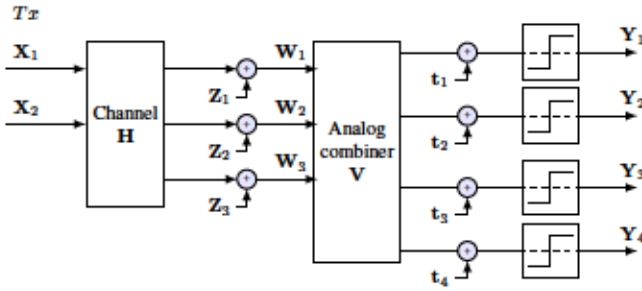 Tx
X₁
X₂
Channel
H
Z₁
Z₂
Z₃
W₁
W₂
W₃
Analog
combiner
V
t₁
t₂
t₃
t₄
Y₁
Y₂
Y₃
Y₄